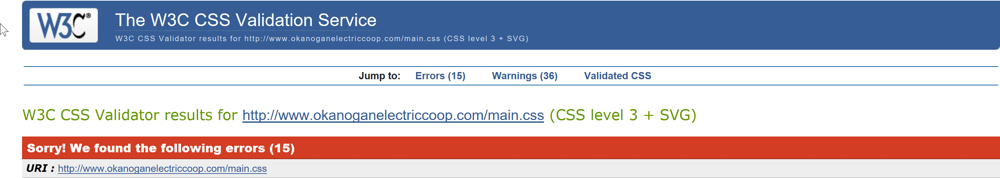 W3C®
The W3C CSS Validation Service
W3C CSS Validator results for http://www.okanoganelectriccoop.com/main.css (CSS level 3 + SVG)
Jump to: Errors (15) Warnings (36) Validated CSS
W3C CSS Validator results for http://www.okanoganelectriccoop.com/main.css (CSS level 3 + SVG)
Sorry! We found the following errors (15)
URI : http://www.okanoganelectriccoop.com/main.css